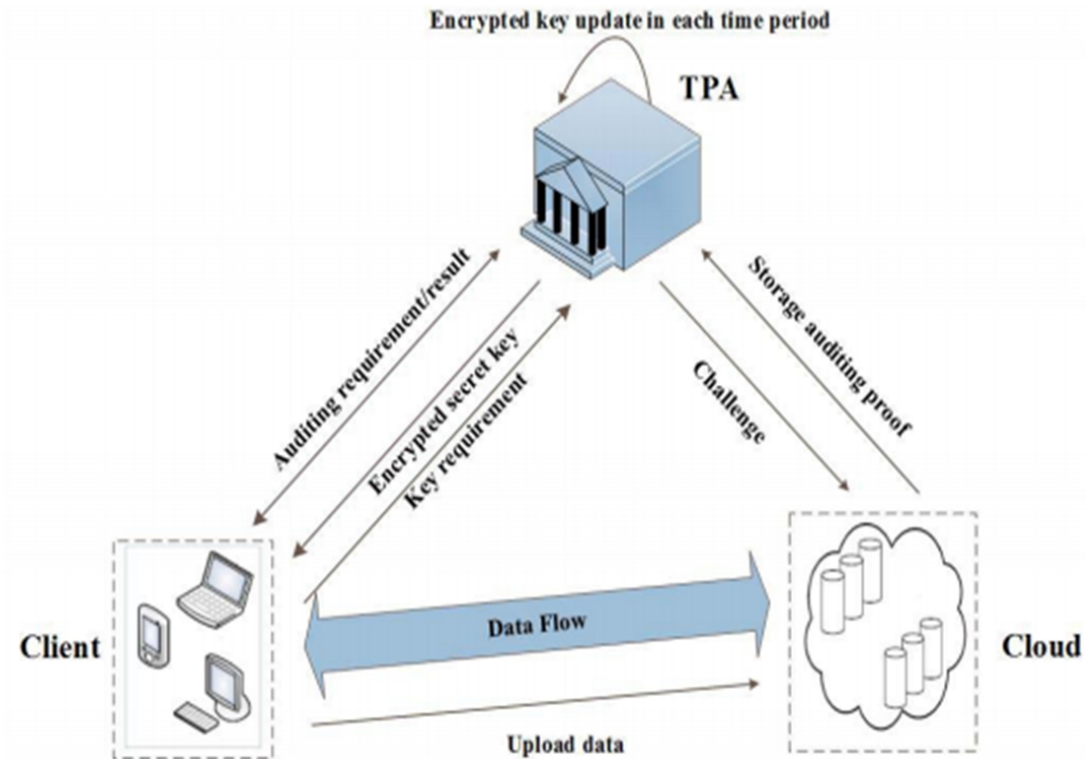 Encrypted key update in each time period
TPA
Auditing requirement/result
Encrypted secret key
Key requirement
Challenge
Storage auditing proof
Client
Data Flow
Cloud
Upload data